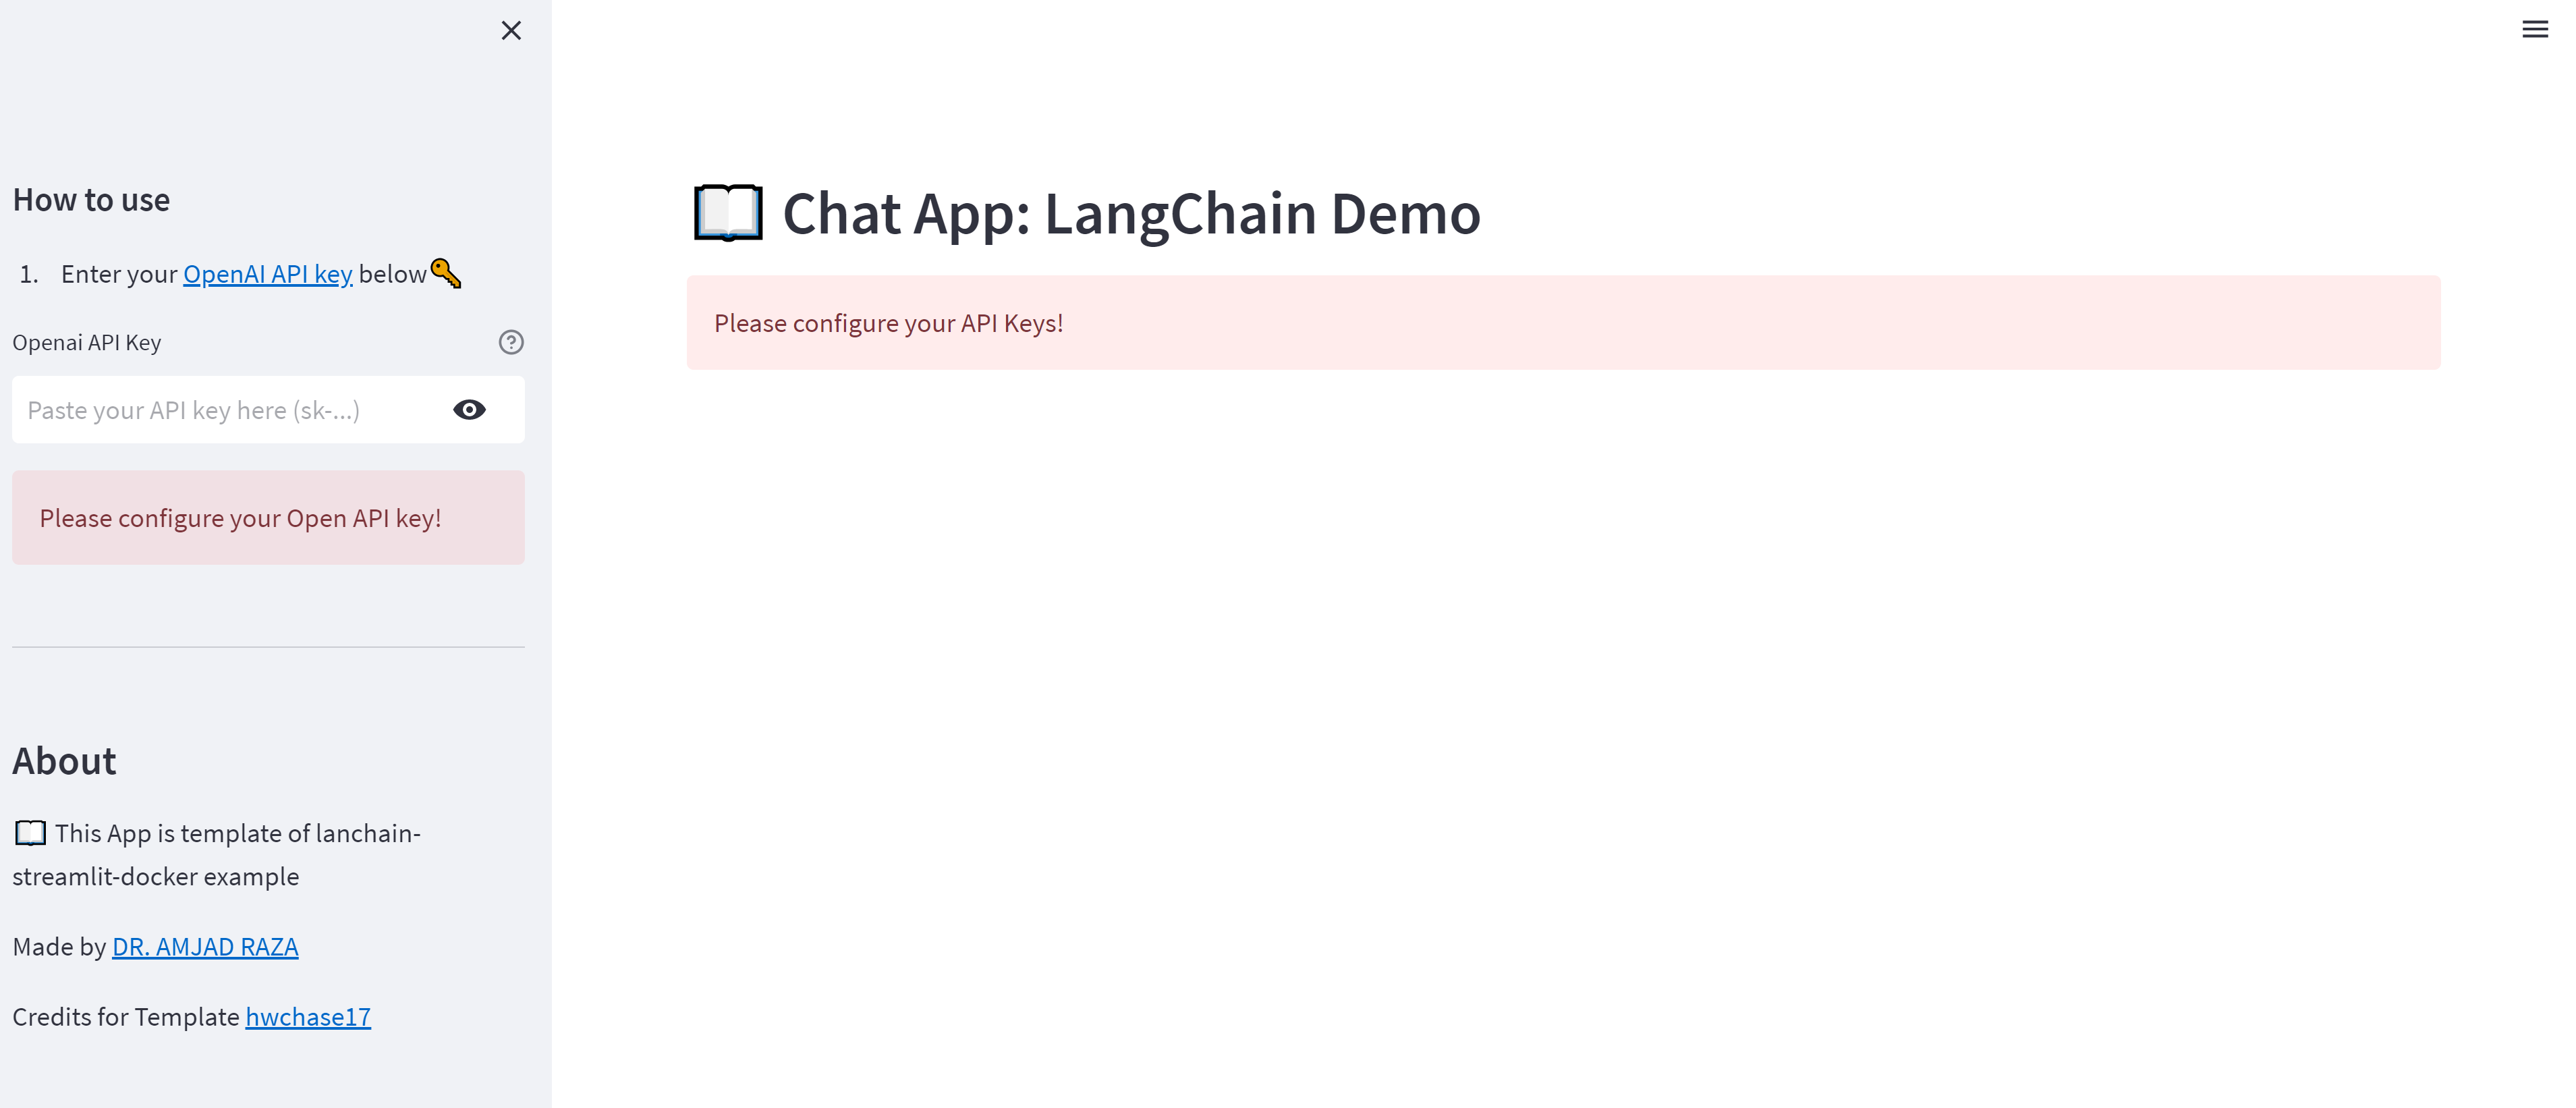 How to use
1. Enter your OpenAI API key below🔑
Openai API Key
Paste your API key here (sk-...)
Please configure your Open API key!
About
📖 This App is template of lanchain-
streamlit-docker example
Made by DR. AMJAD RAZA
Credits for Template hwchase17
📖 Chat App: LangChain Demo
Please configure your API Keys!